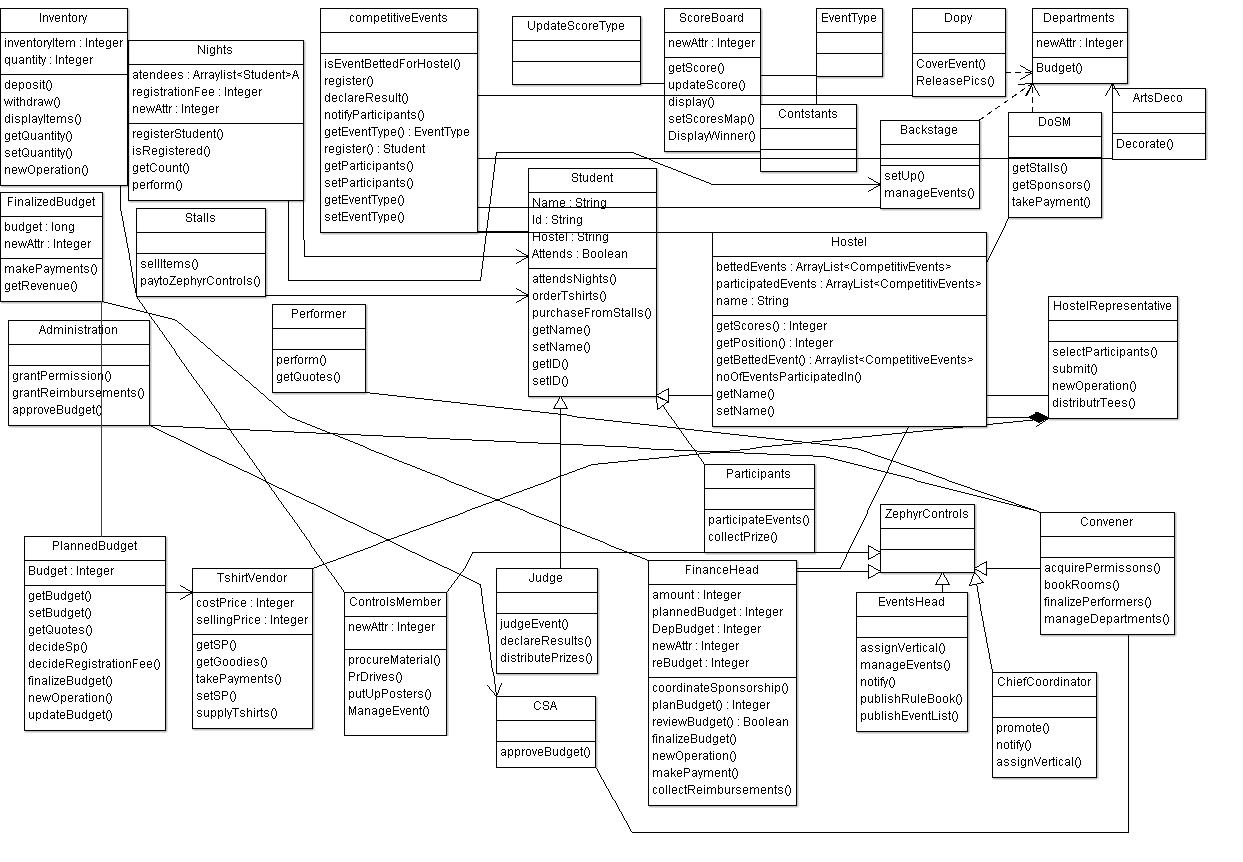 Inventory
inventoryItem : Integer
quantity : Integer
deposit()
withdraw()
displayItems()
getQuantity()
setQuantity()
newOperation()
Nights
atendees : Arraylist<Student>A
registrationFee : Integer
newAttr : Integer
registerStudent()
isRegistered()
getCount()
perform()
competitiveEvents
isEventBettedForHostel()
register()
declareResult()
notifyParticipants()
getEventType() : EventType
register() : Student
getParticipants()
setParticipants()
getEventType()
setEventType()
UpdateScoreType
ScoreBoard
newAttr : Integer
getScore()
updateScore()
display()
setScoresMap()
DisplayWinner()
EventType
Contstants
Dopy
CoverEvent()
ReleasePics()
Departments
newAttr : Integer
Budget()
ArtsDeco
Decorate()
Backstage
setUp()
manageEvents()
DoSM
getStalls()
getSponsors()
takePayment()
FinalizedBudget
budget : long
newAttr : Integer
makePayments()
getRevenue()
Stalls
sellItems()
paytoZephyrControls()
Student
Name : String
Id : String
Hostel : String
Attends : Boolean
attendsNights()
orderTshirts()
purchaseFromStalls()
getName()
setName()
getID()
setID()
Hostel
bettedEvents : ArrayList<CompetitivEvents>
participatedEvents : ArrayList<CompetitivEvents>
name : String
getScores() : Integer
getPosition() : Integer
getBettedEvent() : Arraylist<CompetitiveEvents>
noOfEventsParticipatedIn()
getName()
setName()
HostelRepresentative
selectParticipants()
submit()
newOperation()
distributrTees()
Administration
grantPermission()
grantReimbursements()
approveBudget()
Performer
perform()
getQuotes()
Participants
participateEvents()
collectPrize()
ZephyrControls
Convener
acquirePermissons()
bookRooms()
finalizePerformers()
manageDepartments()
PlannedBudget
Budget : Integer
getBudget()
setBudget()
getQuotes()
decideSp()
decideRegistrationFee()
finalizeBudget()
newOperation()
updateBudget()
TshirtVendor
costPrice : Integer
sellingPrice : Integer
getSP()
getGoodies()
takePayments()
setSP()
supplyTshirts()
ControlsMember
newAttr : Integer
procureMaterial()
PrDrives()
putUpPosters()
ManageEvent()
Judge
judgeEvent()
declareResults()
distributePrizes()
CSA
approveBudget()
FinanceHead
amount : Integer
plannedBudget : Integer
DepBudget : Integer
newAttr : Integer
reBudget : Integer
coordinateSponsorship()
planBudget() : Integer
reviewBudget() : Boolean
finalizeBudget()
newOperation()
makePayment()
collectReimbursements()
EventsHead
assignVertical()
manageEvents()
notify()
publishRuleBook()
publishEventList()
ChiefCoordinator
promote()
notify()
assignVertical()